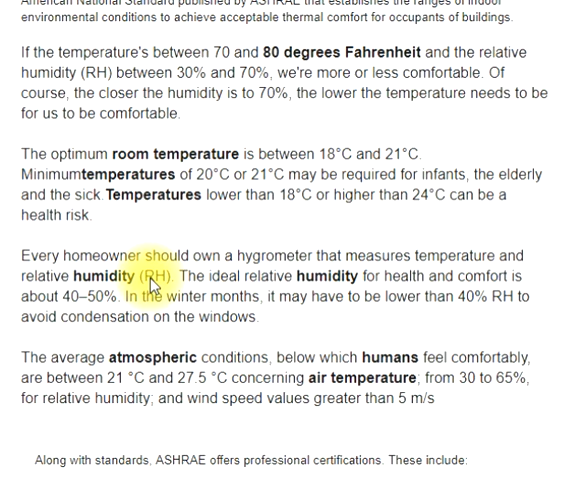 American National Standard published by ASHRAE that establishes the ranges of indoor
environmental conditions to achieve acceptable thermal comfort for occupants of buildings.
If the temperature's between 70 and 80 degrees Fahrenheit and the relative
humidity (RH) between 30% and 70%, we're more or less comfortable. Of
course, the closer the humidity is to 70%, the lower the temperature needs to be
for us to be comfortable.
The optimum room temperature is between 18°C and 21°C.
Minimumtemperatures of 20°C or 21°C may be required for infants, the elderly
and the sick.Temperatures lower than 18°C or higher than 24°C can be a
health risk.
Every homeowner should own a hygrometer that measures temperature and
relative humidity (RH). The ideal relative humidity for health and comfort is
about 40–50%. In the winter months, it may have to be lower than 40% RH to
avoid condensation on the windows.
The average atmospheric conditions, below which humans feel comfortably,
are between 21 °C and 27.5 °C concerning air temperature; from 30 to 65%,
for relative humidity; and wind speed values greater than 5 m/s
Along with standards, ASHRAE offers professional certifications. These include: